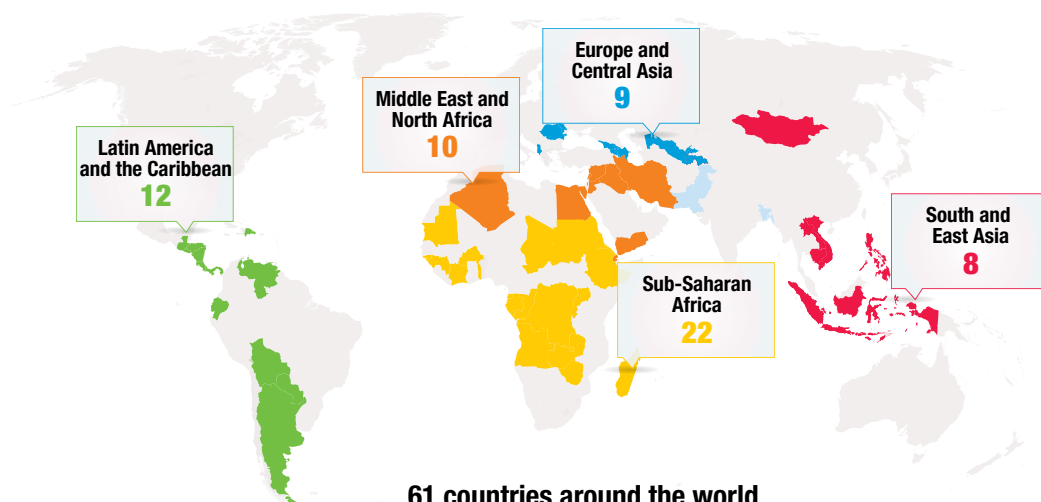 Europe and
Central Asia
9
Middle East and
North Africa
10
Latin America
and the Caribbean
12
South and
East Asia
8
Sub-Saharan
Africa
22
61 countries around the world